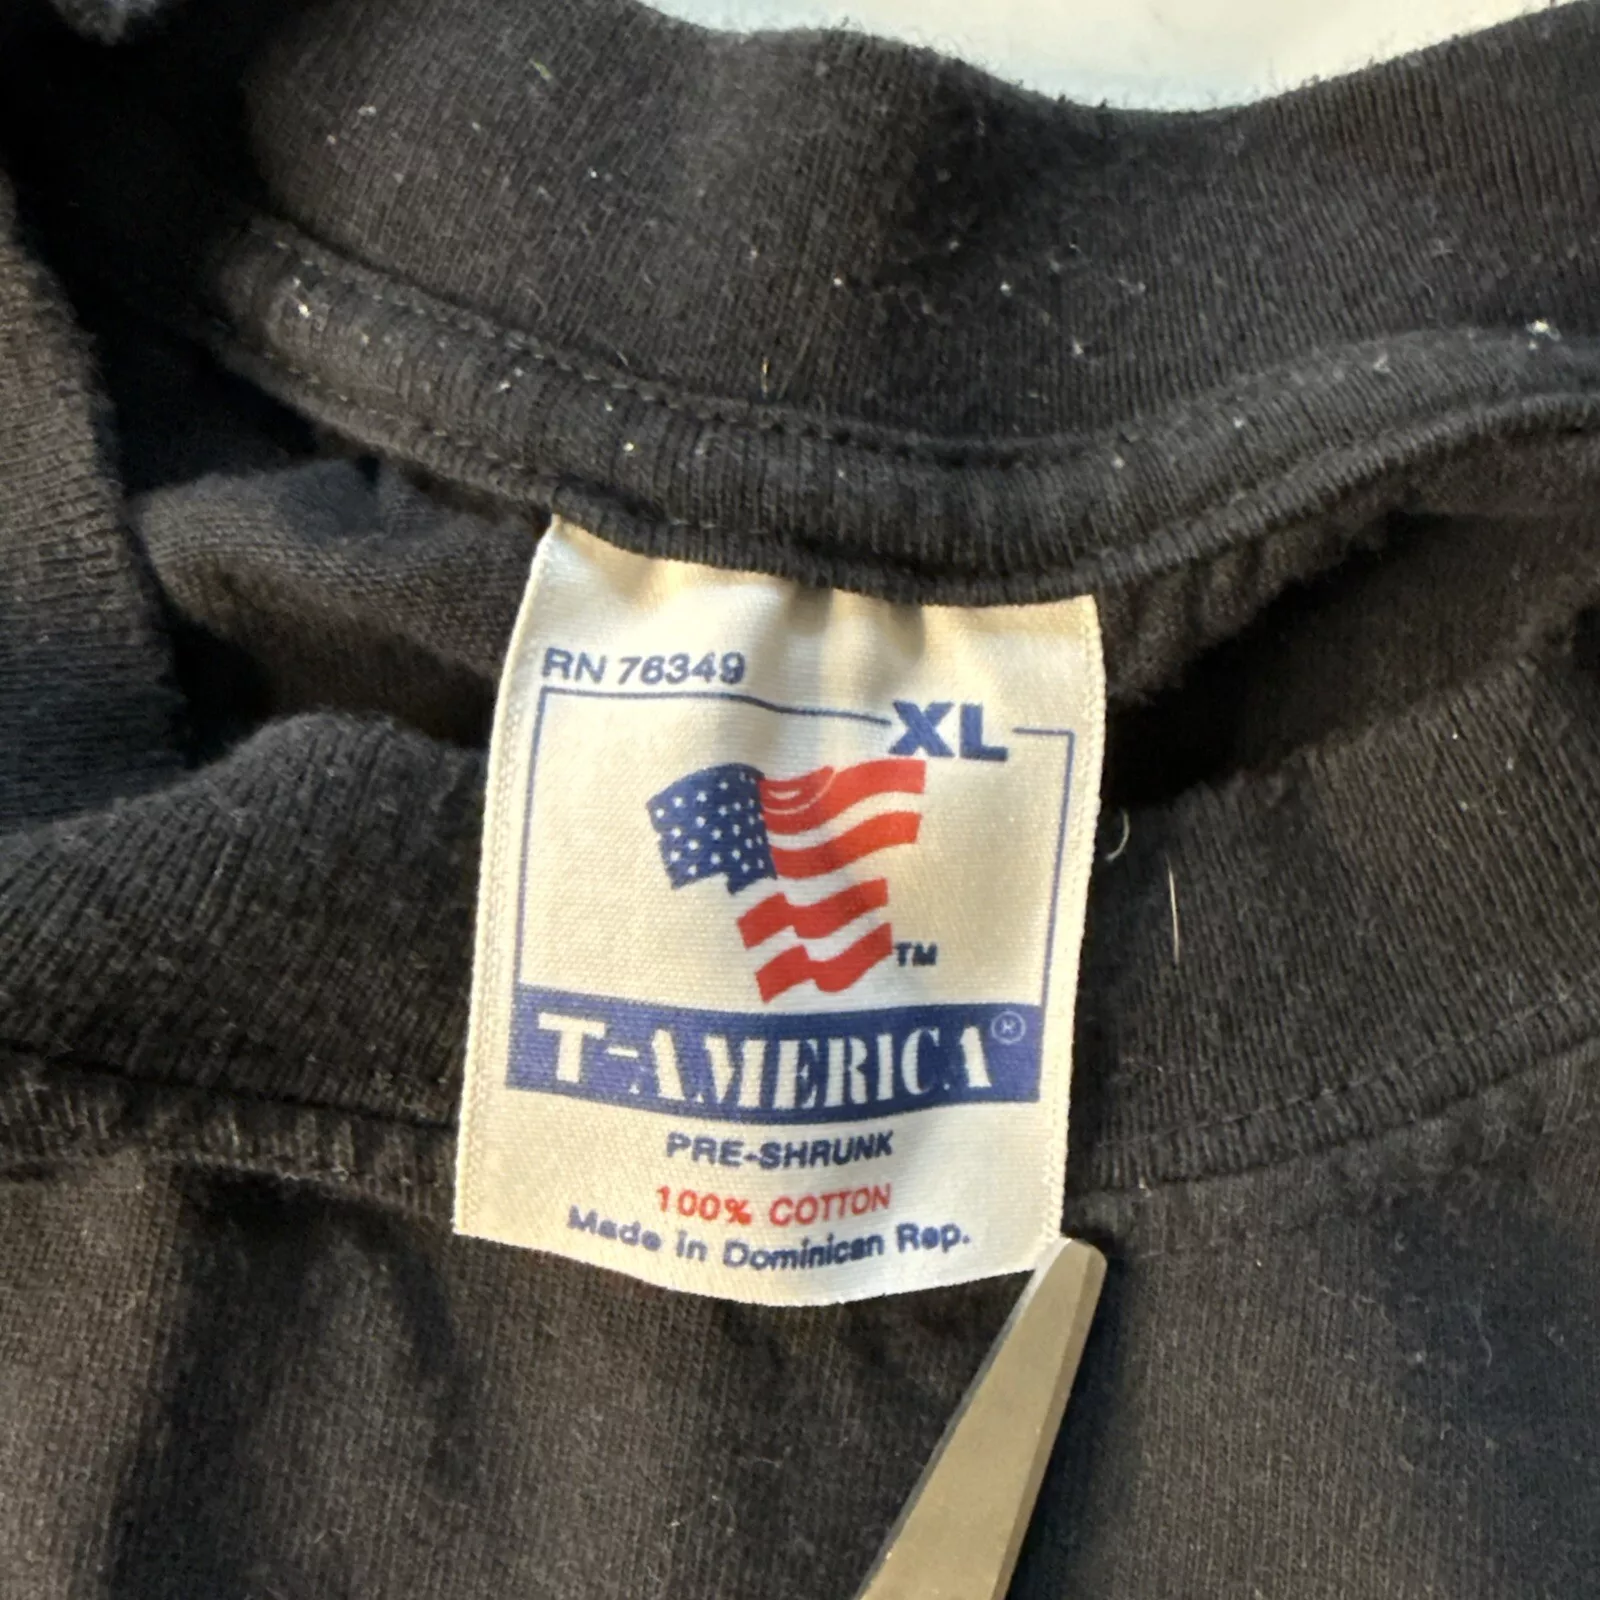 RN 76349
XL
TM
T-AMERICA®
PRE-SHRUNK
100% COTTON
Made in Dominican Rep.